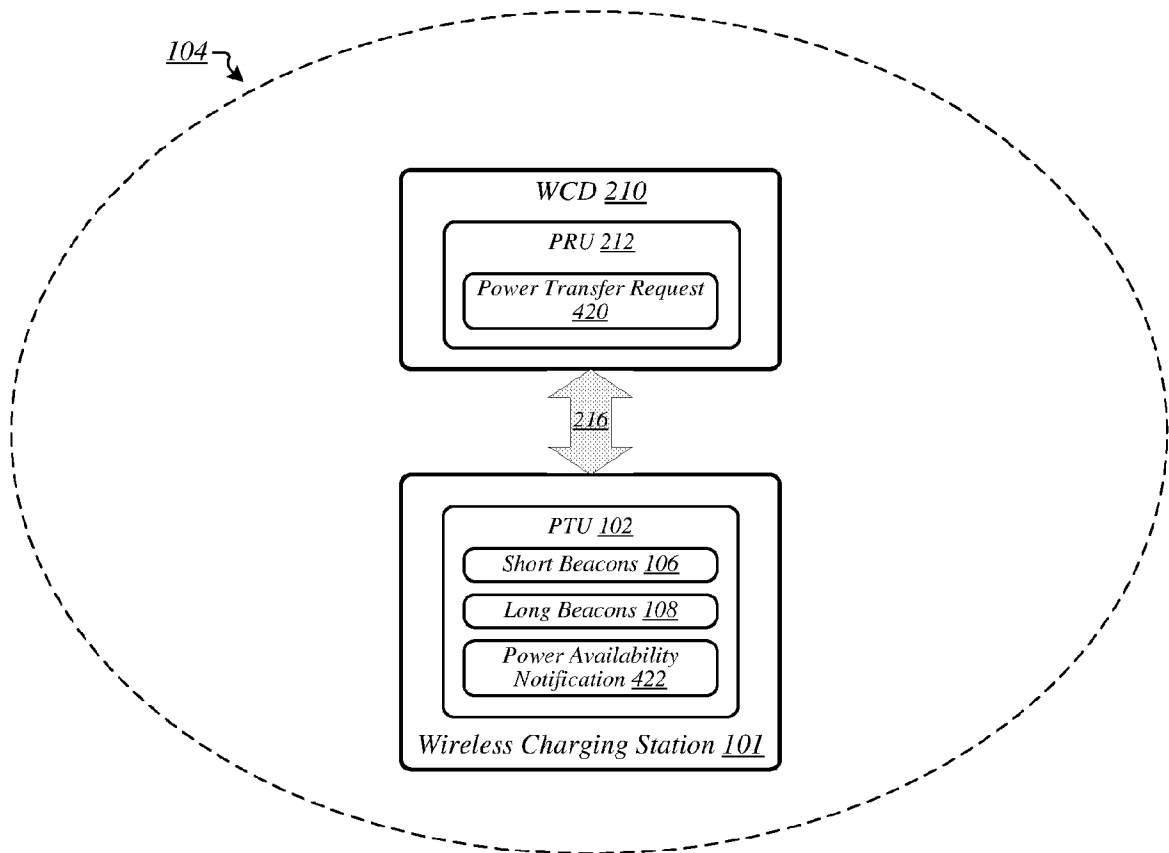 104
WCD 210
PRU 212
Power Transfer Request
420
216
PTU 102
Short Beacons 106
Long Beacons 108
Power Availability
Notification 422
Wireless Charging Station 101